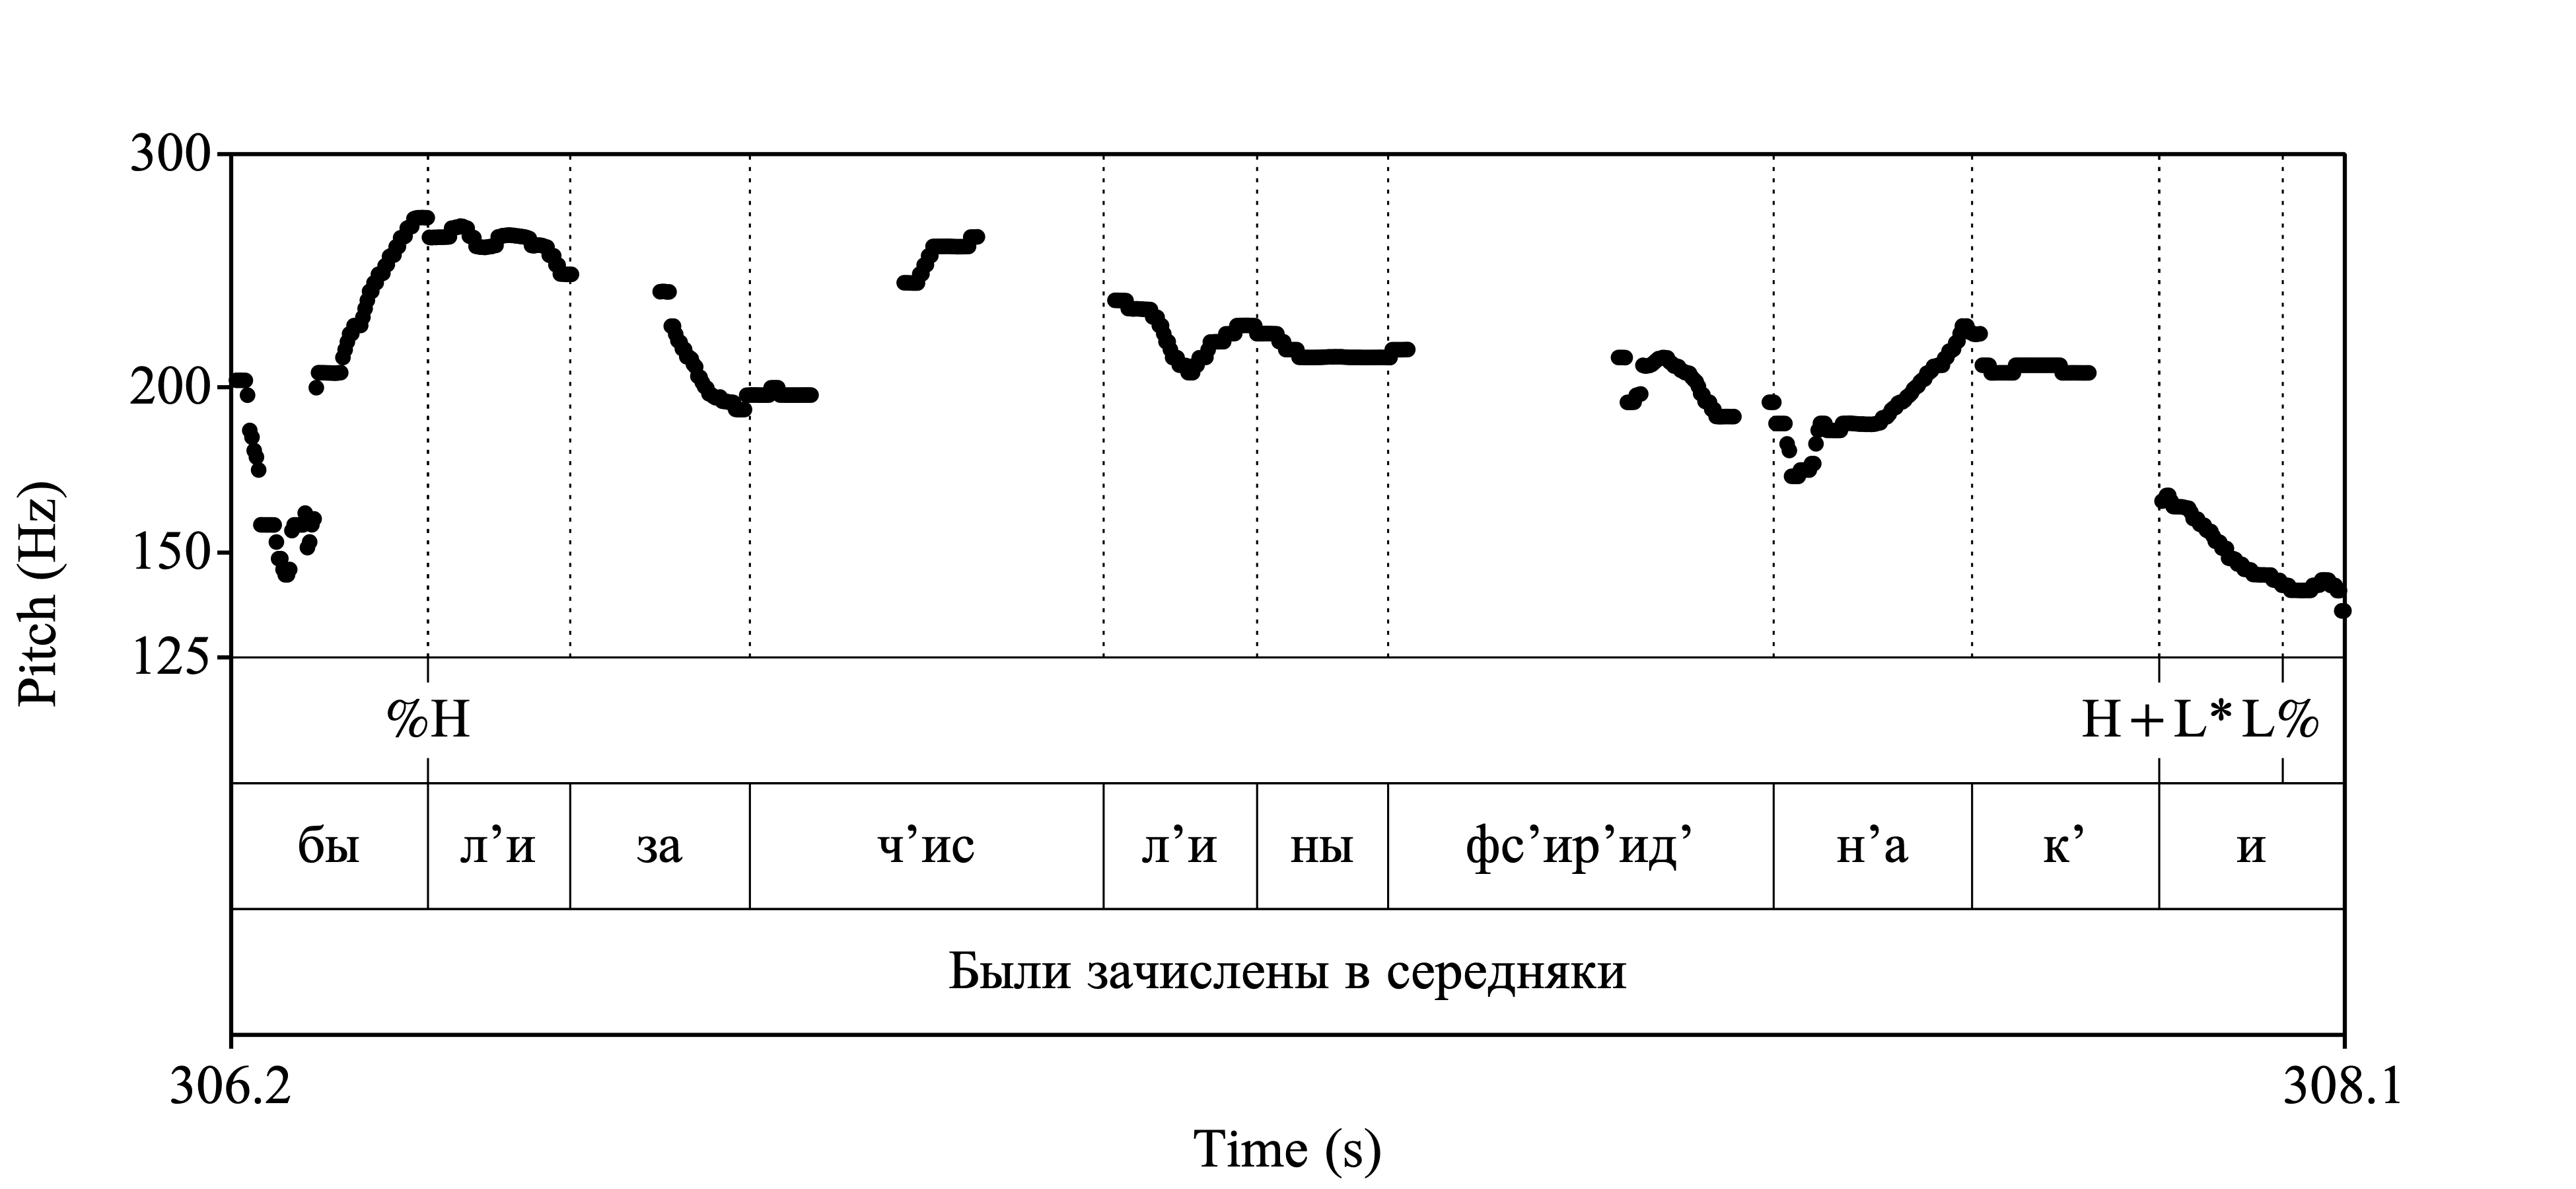 300
200
150
125
Pitch (Hz)
%H H+L* L%
бы л’и за ч’ис л’и ны фс’ир’ид’ н’а к’ и
Были зачислены в середняки
306.2 308.1
Time (s)